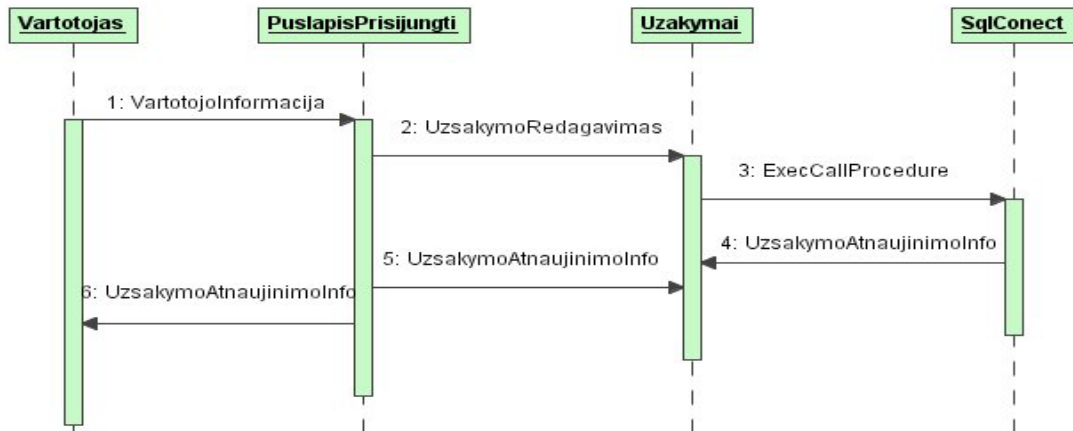 Vartotojas
PuslapisPrisijungti
Uzakymai
SqlConect
1: VartotojoInformacija
2: UzsakymoRedagavimas
3: ExecCallProcedure
4: UzsakymoAtnaujinimoInfo
5: UzsakymoAtnaujinimoInfo
6: UzsakymoAtnaujinimoInfo